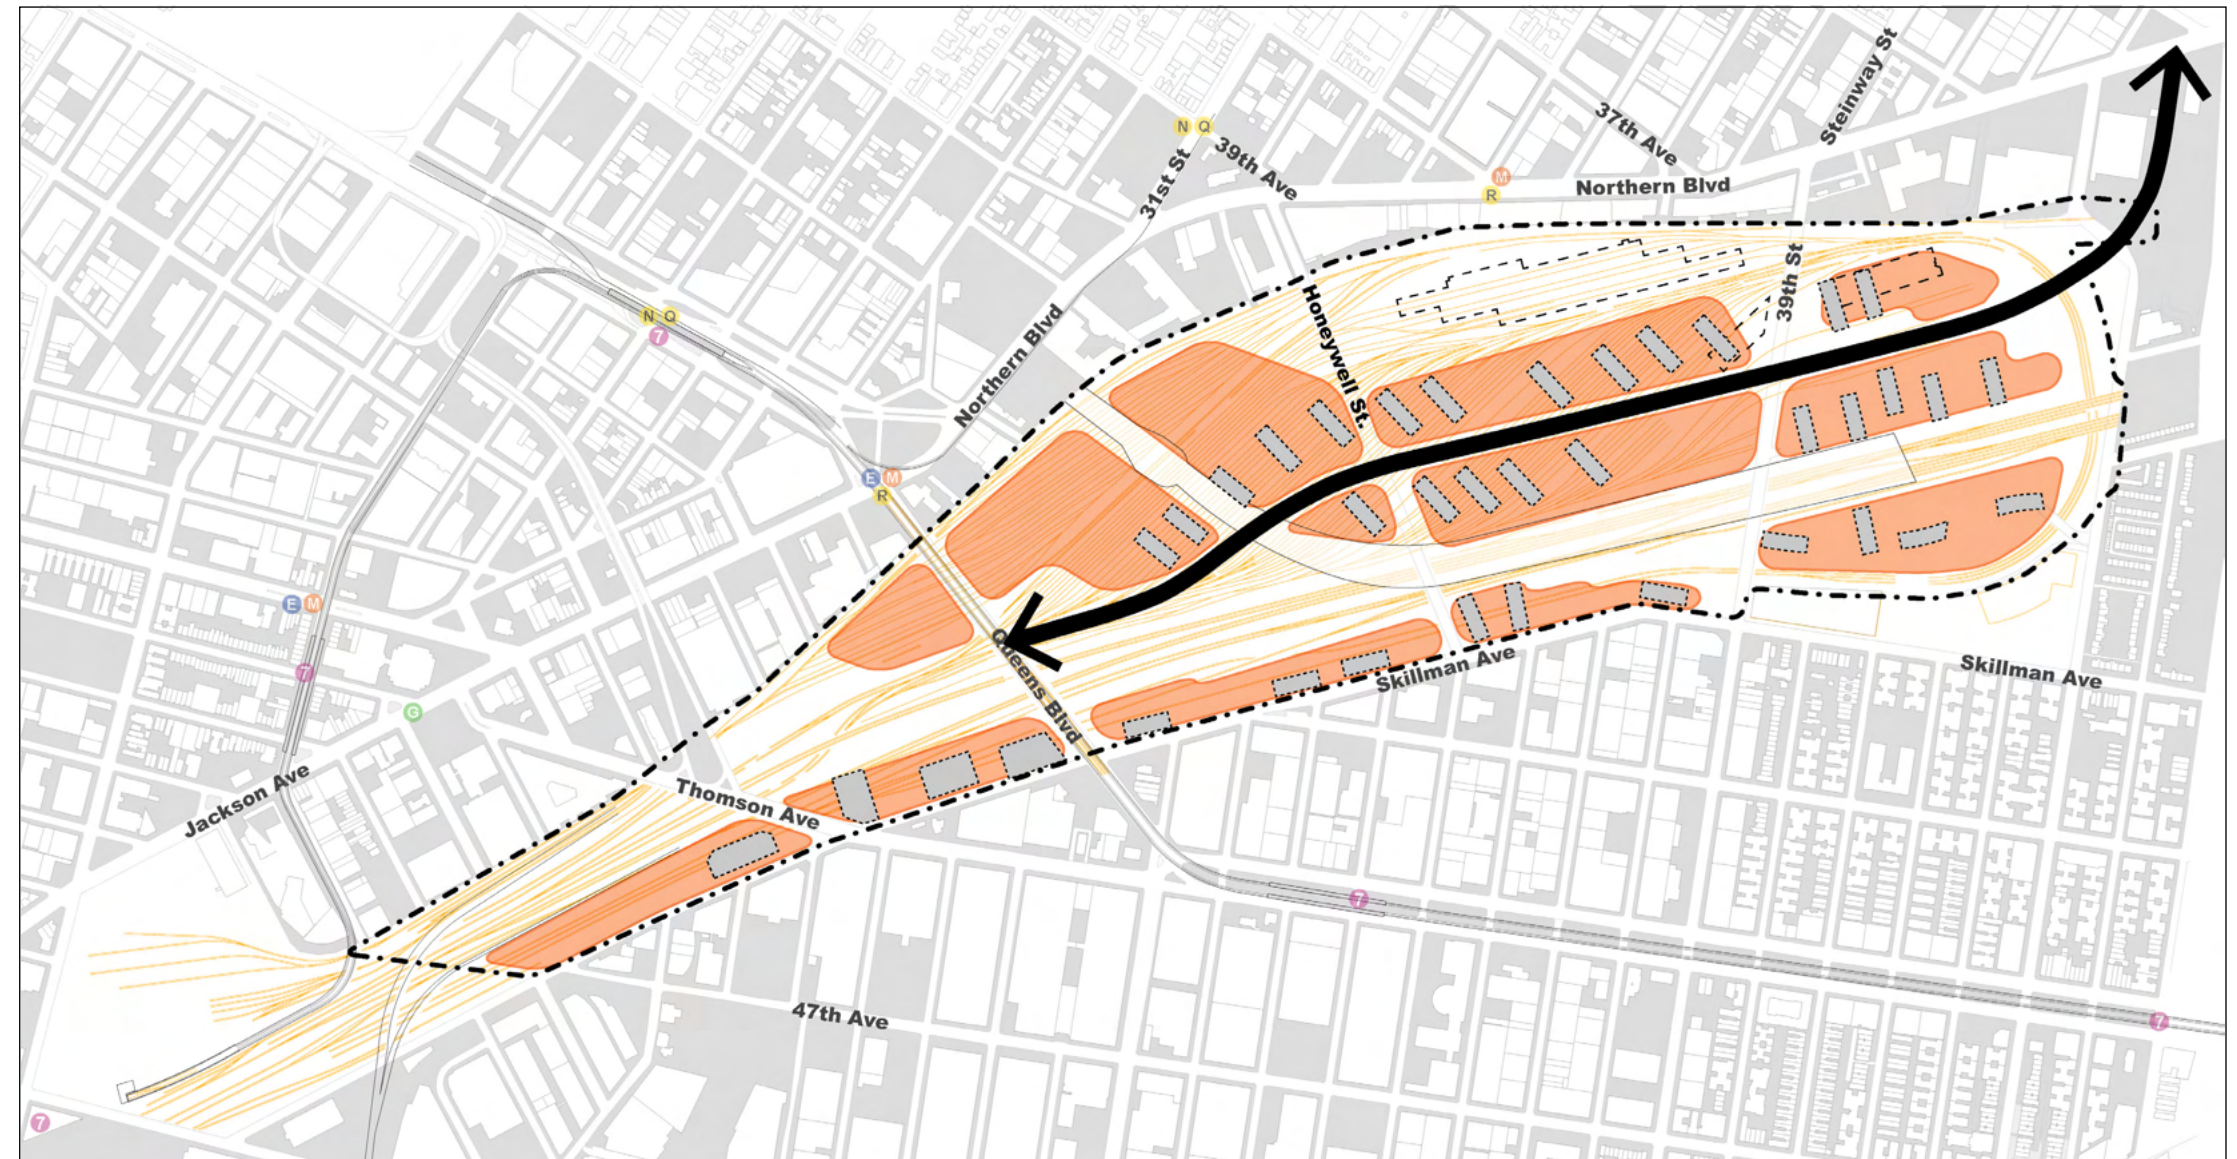 Steinway St
37th Ave
N Q
39th Ave
31st St
M
R
Northern Blvd
39th St
Honeywell St.
N Q
7
Northern Blvd
E M
R
E M
7
G
Queens Blvd
Skillman Ave
Skillman Ave
Jackson Ave
Thomson Ave
7
47th Ave
7
7